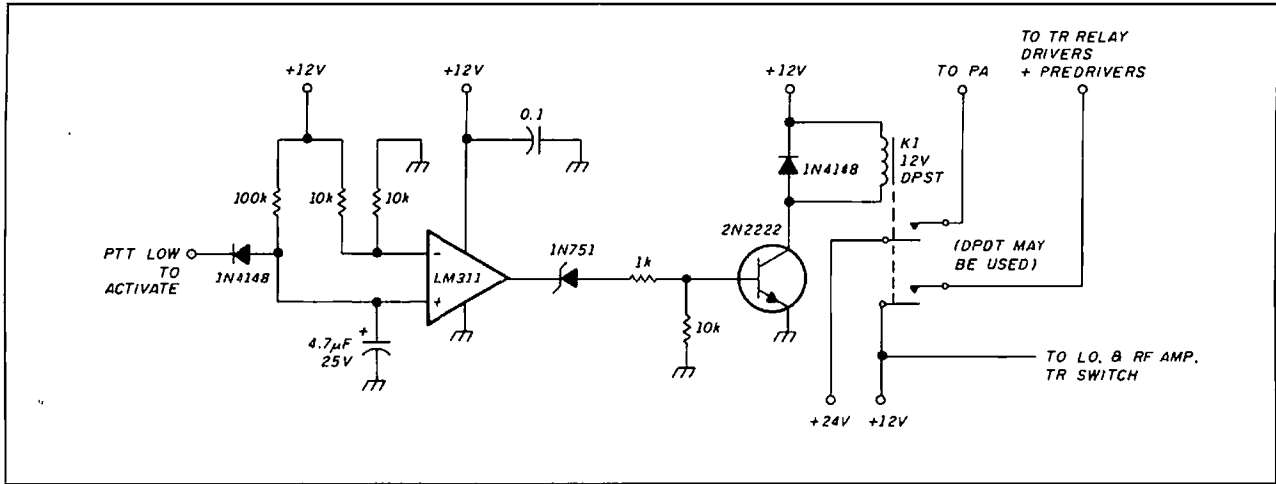 TO TR RELAY
DRIVERS
+ PREDRIVERS
TO PA
+12V
+12V
+12V
0.1
K1
12V
DPST
1N4148
100k
10k
10k
2N2222
(DPDT MAY
BE USED)
PTT LOW
TO
ACTIVATE
1N4148
-
LM311
+
1N751
1k
10k
+
4.7µF
25V
TO LO, & RF AMP,
TR SWITCH
+24V
+12V